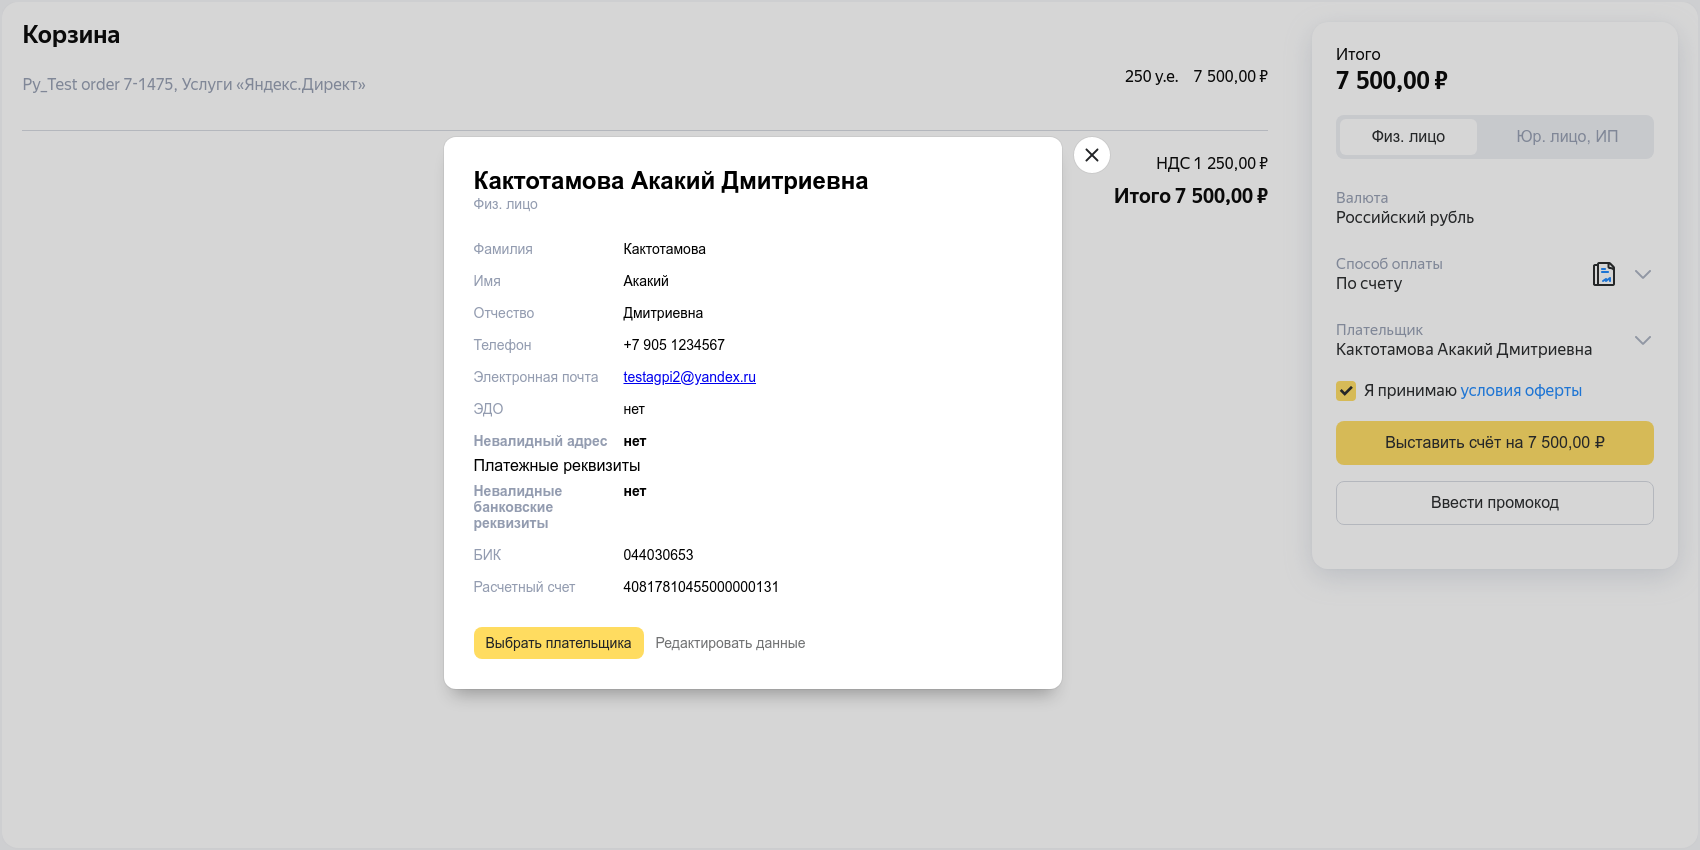 Корзина
Py_Test order 7-1475, Услуги «Яндекс.Директ»
250 у.е. 7 500,00 ₽
НДС 1 250,00 ₽
Итого 7 500,00 ₽
Кактотамова Акакий Дмитриевна
Физ. лицо
Фамилия Кактотамова
Имя Акакий
Отчество Дмитриевна
Телефон +7 905 1234567
Электронная почта testagpi2@yandex.ru
ЭДО нет
Невалидный адрес нет
Платежные реквизиты
Невалидные нет
банковские
реквизиты
БИК 044030653
Расчетный счет 40817810455000000131
Выбрать плательщика Редактировать данные
Итого
7 500,00 ₽
Физ. лицо Юр. лицо, ИП
Валюта
Российский рубль
Способ оплаты
По счету
Плательщик
Кактотамова Акакий Дмитриевна
Я принимаю условия оферты
Выставить счёт на 7 500,00 ₽
Ввести промокод